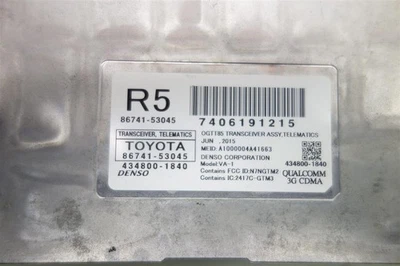 R5
86741-53045
7406191215
TRANSCEIVER, TELEMATICS
TOYOTA
86741-53045
434800-1840
DENSO
OGTT85 TRANSCEIVER ASSY,TELEMATICS
JUN ,2015
MEID:A1000004A41663
DENSO CORPORATION
Model:VA-1
Contains FCC ID:N7NGTM2
Contains IC:2417C-GTM3
434800-1840
QUALCOMM
3G CDMA